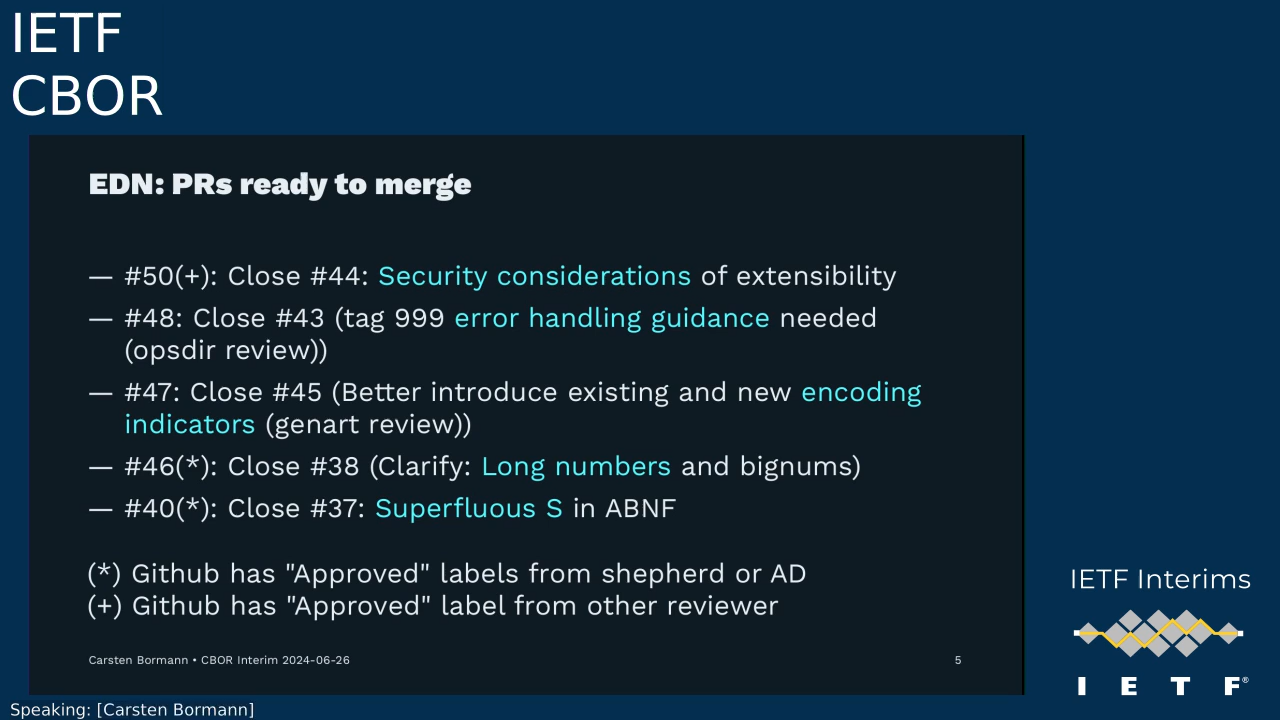 IETF
CBOR
EDN: PRs ready to merge
— #50(+): Close #44: Security considerations of extensibility
— #48: Close #43 (tag 999 error handling guidance needed
(opsdir review))
— #47: Close #45 (Better introduce existing and new encoding
indicators (genart review))
— #46(*): Close #38 (Clarify: Long numbers and bignums)
— #40(*): Close #37: Superfluous S in ABNF
(*) Github has "Approved" labels from shepherd or AD
(+) Github has "Approved" label from other reviewer
Carsten Bormann • CBOR Interim 2024-06-26
5
IETF Interims
I E T F®
Speaking: [Carsten Bormann]